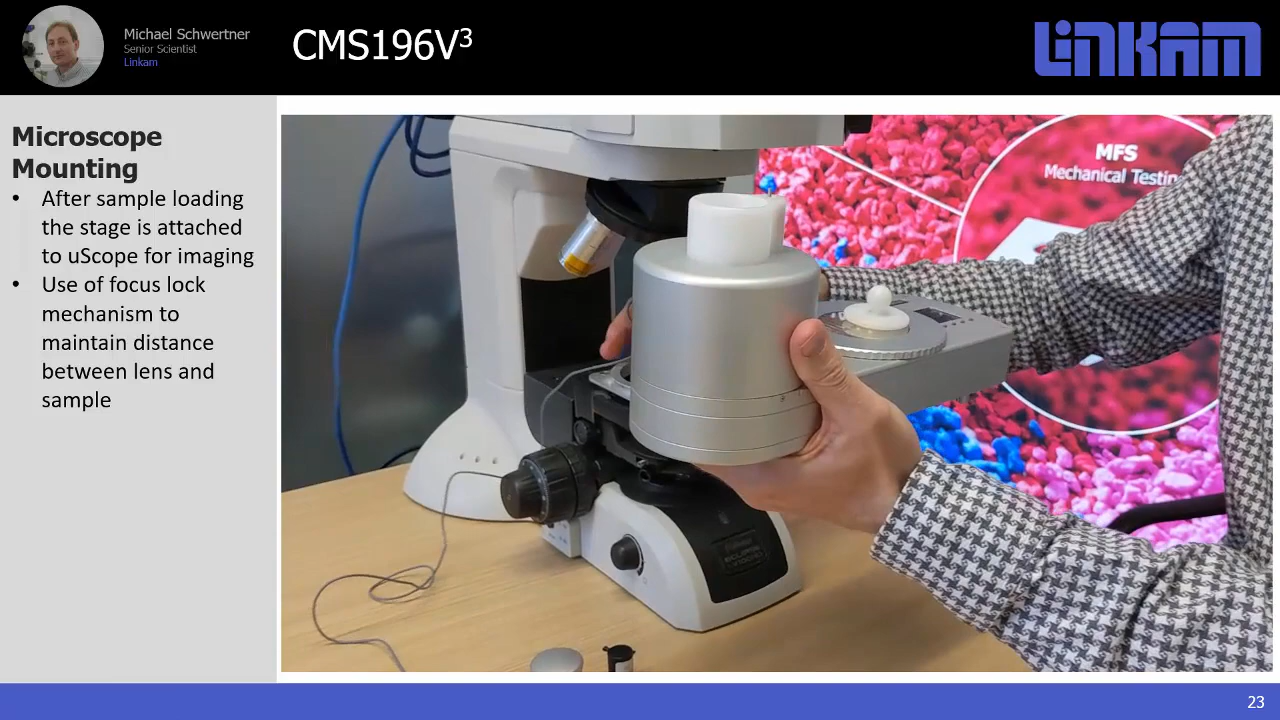 Michael Schwertner
Senior Scientist
Linkam
CMS196V³
LINKAM
Microscope
Mounting
• After sample loading
the stage is attached
to uScope for imaging
• Use of focus lock
mechanism to
maintain distance
between lens and
sample
MFS
Mechanical Testin
23